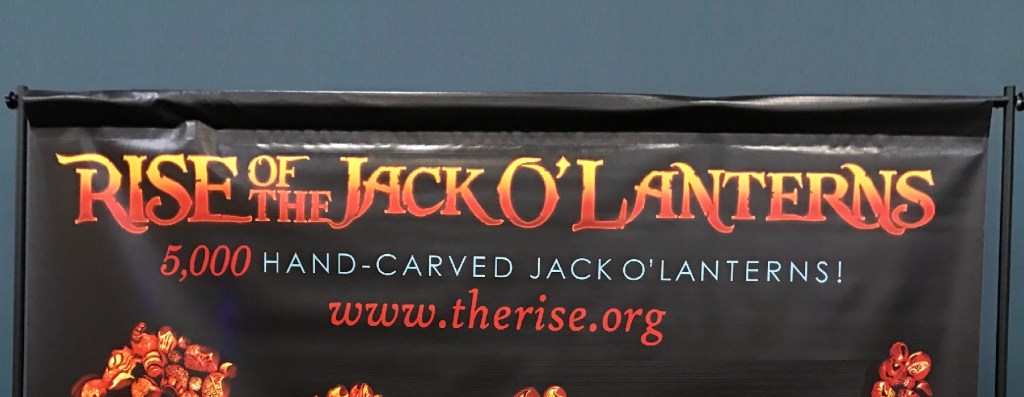 RISE OF THE JACK O'LANTERNS
5,000 HAND-CARVED JACK O'LANTERNS!
www.therise.org